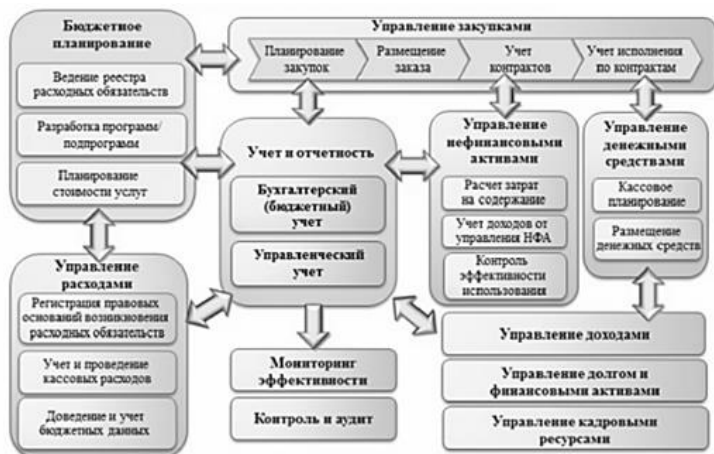 Бюджетное
планирование
Ведение реестра
расходных обязательств
Разработка программ/
подпрограмм
Планирование
стоимости услуг
Управление закупками
Планирование
закупок
Размещение
заказа
Учет
контрактов
Учет исполнения
по контрактам
Учет и отчетность
Бухгалтерский
(бюджетный)
учет
Управленческий
учет
Управление
нефинансовыми
активами
Расчет затрат
на содержание
Учет доходов от
управления НФА
Контроль
эффективности
использования
Управление
денежными
средствами
Кассовое
планирование
Размещение
денежных средств
Управление
расходами
Регистрация правовых
оснований возникновения
расходных обязательств
Учет и проведение
кассовых расходов
Доведение и учет
бюджетных данных
Мониторинг
эффективности
Контроль и аудит
Управление доходами
Управление долгом и
финансовыми активами
Управление кадровыми
ресурсами